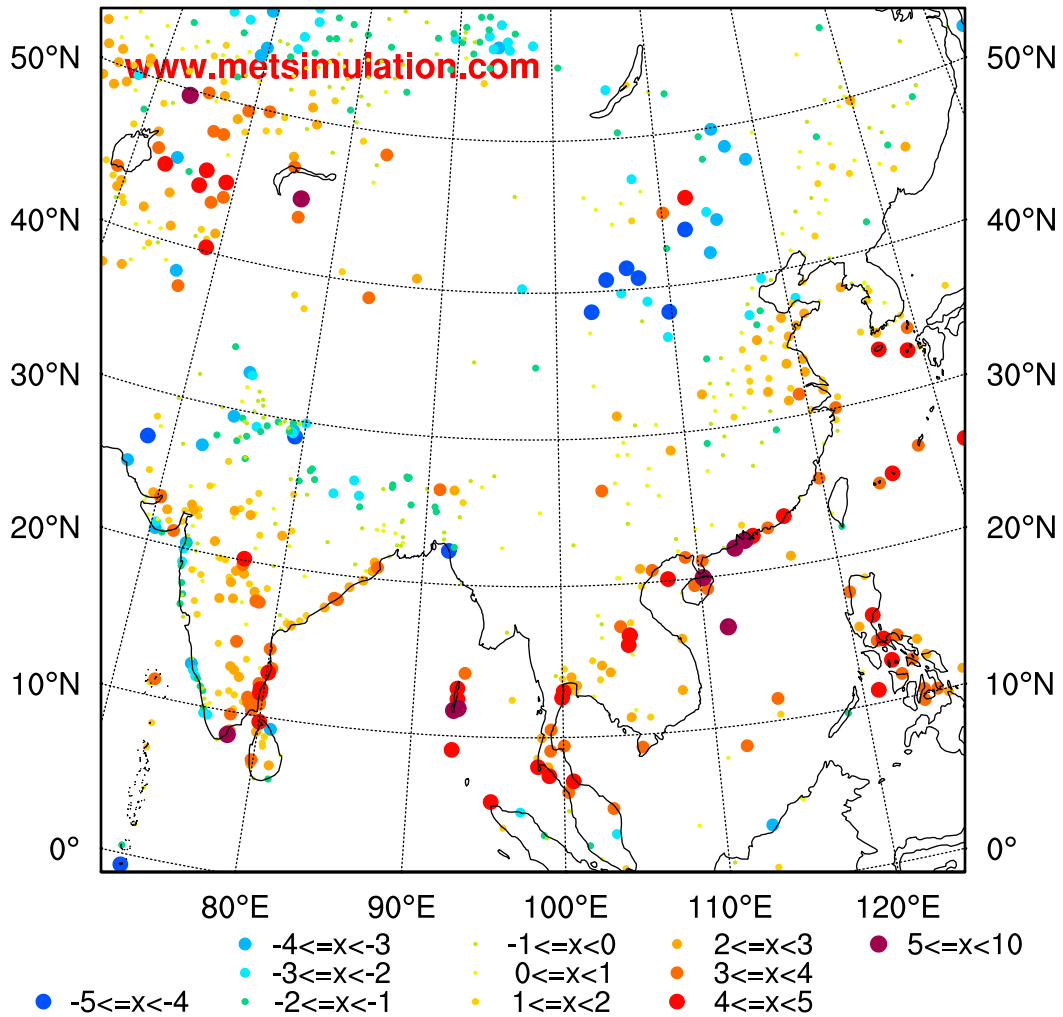 50°N 50°N
www.metsimulation.com
40°N 40°N
30°N 30°N
20°N 20°N
10°N 10°N
0° 0°
80°E 90°E 100°E 110°E 120°E
-4<=x<-3 -1<=x<0 2<=x<3 5<=x<10
-3<=x<-2 0<=x<1 3<=x<4
-5<=x<-4 -2<=x<-1 1<=x<2 4<=x<5